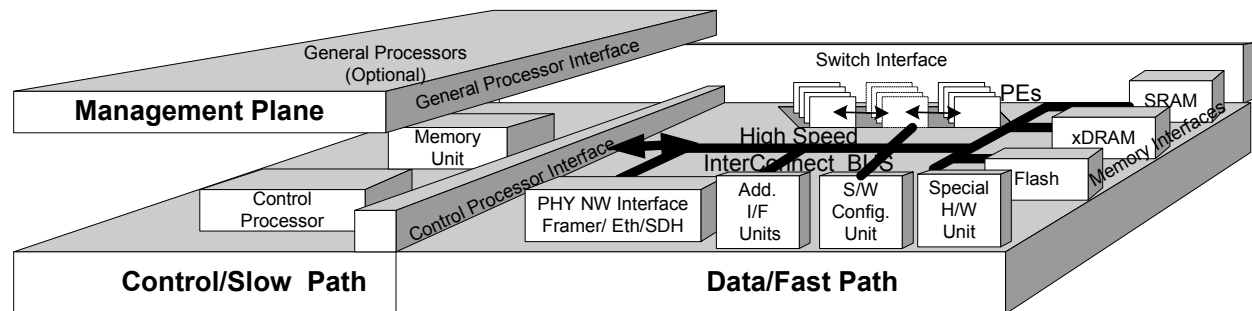 General Processors
(Optional)
General Processor Interface
Management Plane
Switch Interface
PEs
SRAM
xDRAM
Flash
Memory Interfaces
Memory
Unit
Control
Processor
Control Processor Interface
High Speed
InterConnect BUS
PHY NW Interface
Framer/ Eth/SDH
Add.
I/F
Units
S/W
Config.
Unit
Special
H/W
Unit
Control/Slow Path
Data/Fast Path